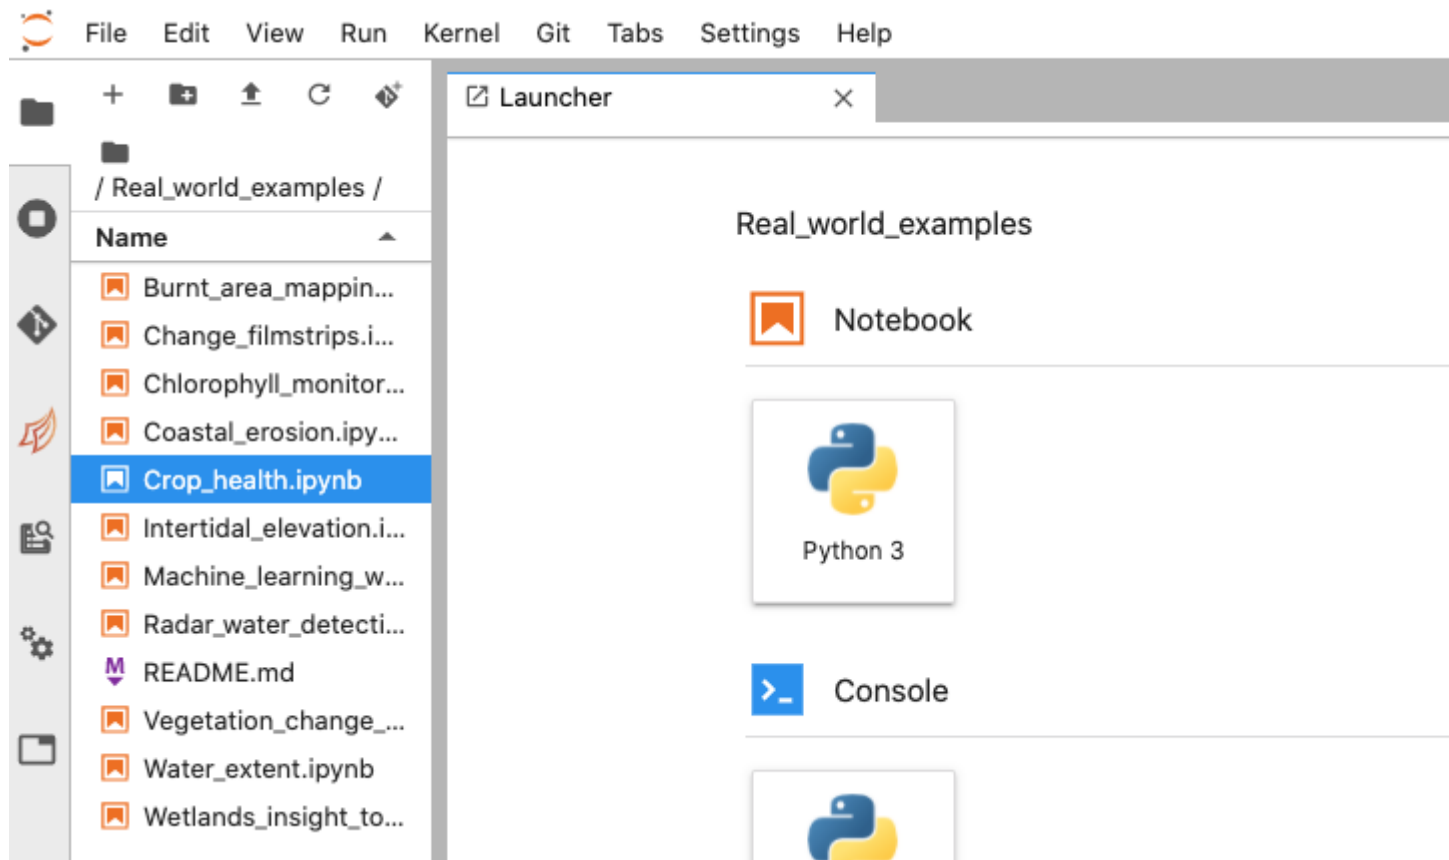 File Edit View Run Kernel Git Tabs Settings Help
Launcher
/ Real_world_examples /
Name
Burnt_area_mappin...
Change_filmstrips.i...
Chlorophyll_monitor...
Coastal_erosion.ipy...
Crop_health.ipynb
Intertidal_elevation.i...
Machine_learning_w...
Radar_water_detecti...
README.md
Vegetation_change_...
Water_extent.ipynb
Wetlands_insight_to...
Real_world_examples
Notebook
Python 3
Console